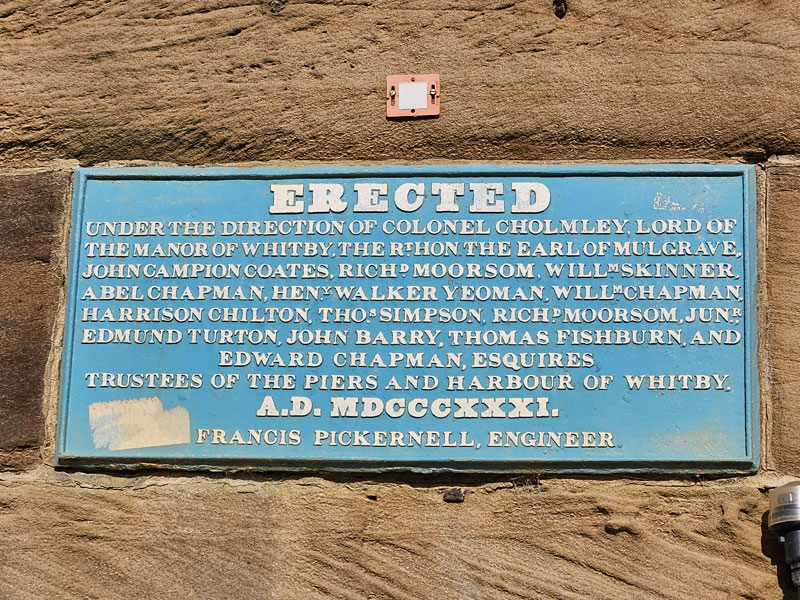 ERECTED
UNDER THE DIRECTION OF COLONEL CHOLMLEY, LORD OF
THE MANOR OF WHITBY, THE RT HON THE EARL OF MULGRAVE,
JOHN CAMPION COATES, RICHD MOORSOM, WILLM SKINNER,
ABEL CHAPMAN, HENY WALKER YEOMAN, WILLM CHAPMAN,
HARRISON CHILTON, THOS SIMPSON, RICHD MOORSOM, JUNR,
EDMUND TURTON, JOHN BARRY, THOMAS FISHBURN, AND
EDWARD CHAPMAN, ESQUIRES
TRUSTEES OF THE PIERS AND HARBOUR OF WHITBY,
A.D. MDCCCXXXI.
FRANCIS PICKERNELL, ENGINEER